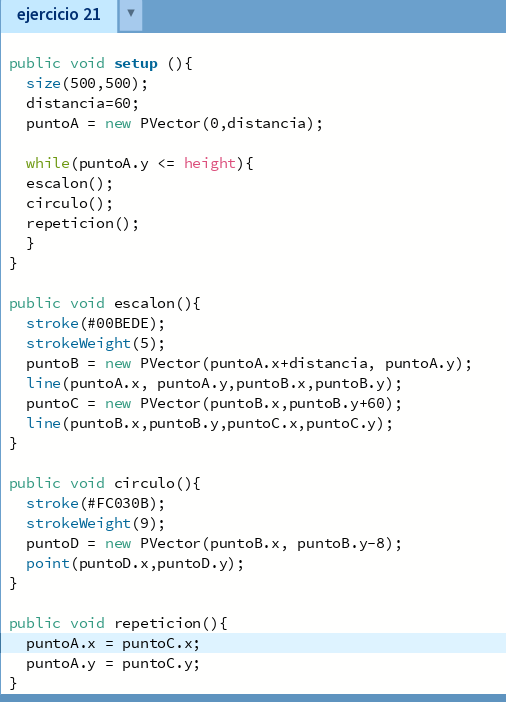 ejercicio 21
public void setup (){
  size(500,500);
  distancia=60;
  puntoA = new PVector(0,distancia);

  while(puntoA.y <= height){
  escalon();
  circulo();
  repeticion();
  }
}

public void escalon(){
  stroke(#00BEDE);
  strokeWeight(5);
  puntoB = new PVector(puntoA.x+distancia, puntoA.y);
  line(puntoA.x, puntoA.y,puntoB.x,puntoB.y);
  puntoC = new PVector(puntoB.x,puntoB.y+60);
  line(puntoB.x,puntoB.y,puntoC.x,puntoC.y);
}

public void circulo(){
  stroke(#FC030B);
  strokeWeight(9);
  puntoD = new PVector(puntoB.x, puntoB.y-8);
  point(puntoD.x,puntoD.y);
}

public void repeticion(){
  puntoA.x = puntoC.x;
  puntoA.y = puntoC.y;
}